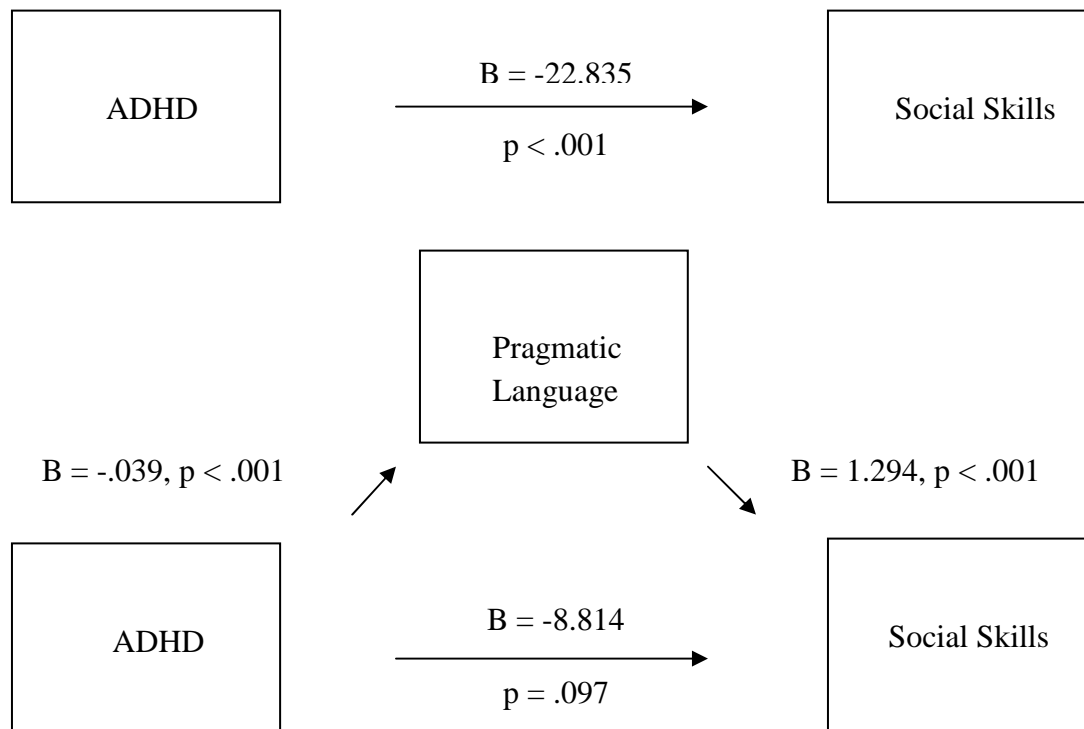 B = -22.835
ADHD
Social Skills
p < .001
Pragmatic
Language
B = -.039, p < .001
B = 1.294, p < .001
B = -8.814
ADHD
Social Skills
p = .097